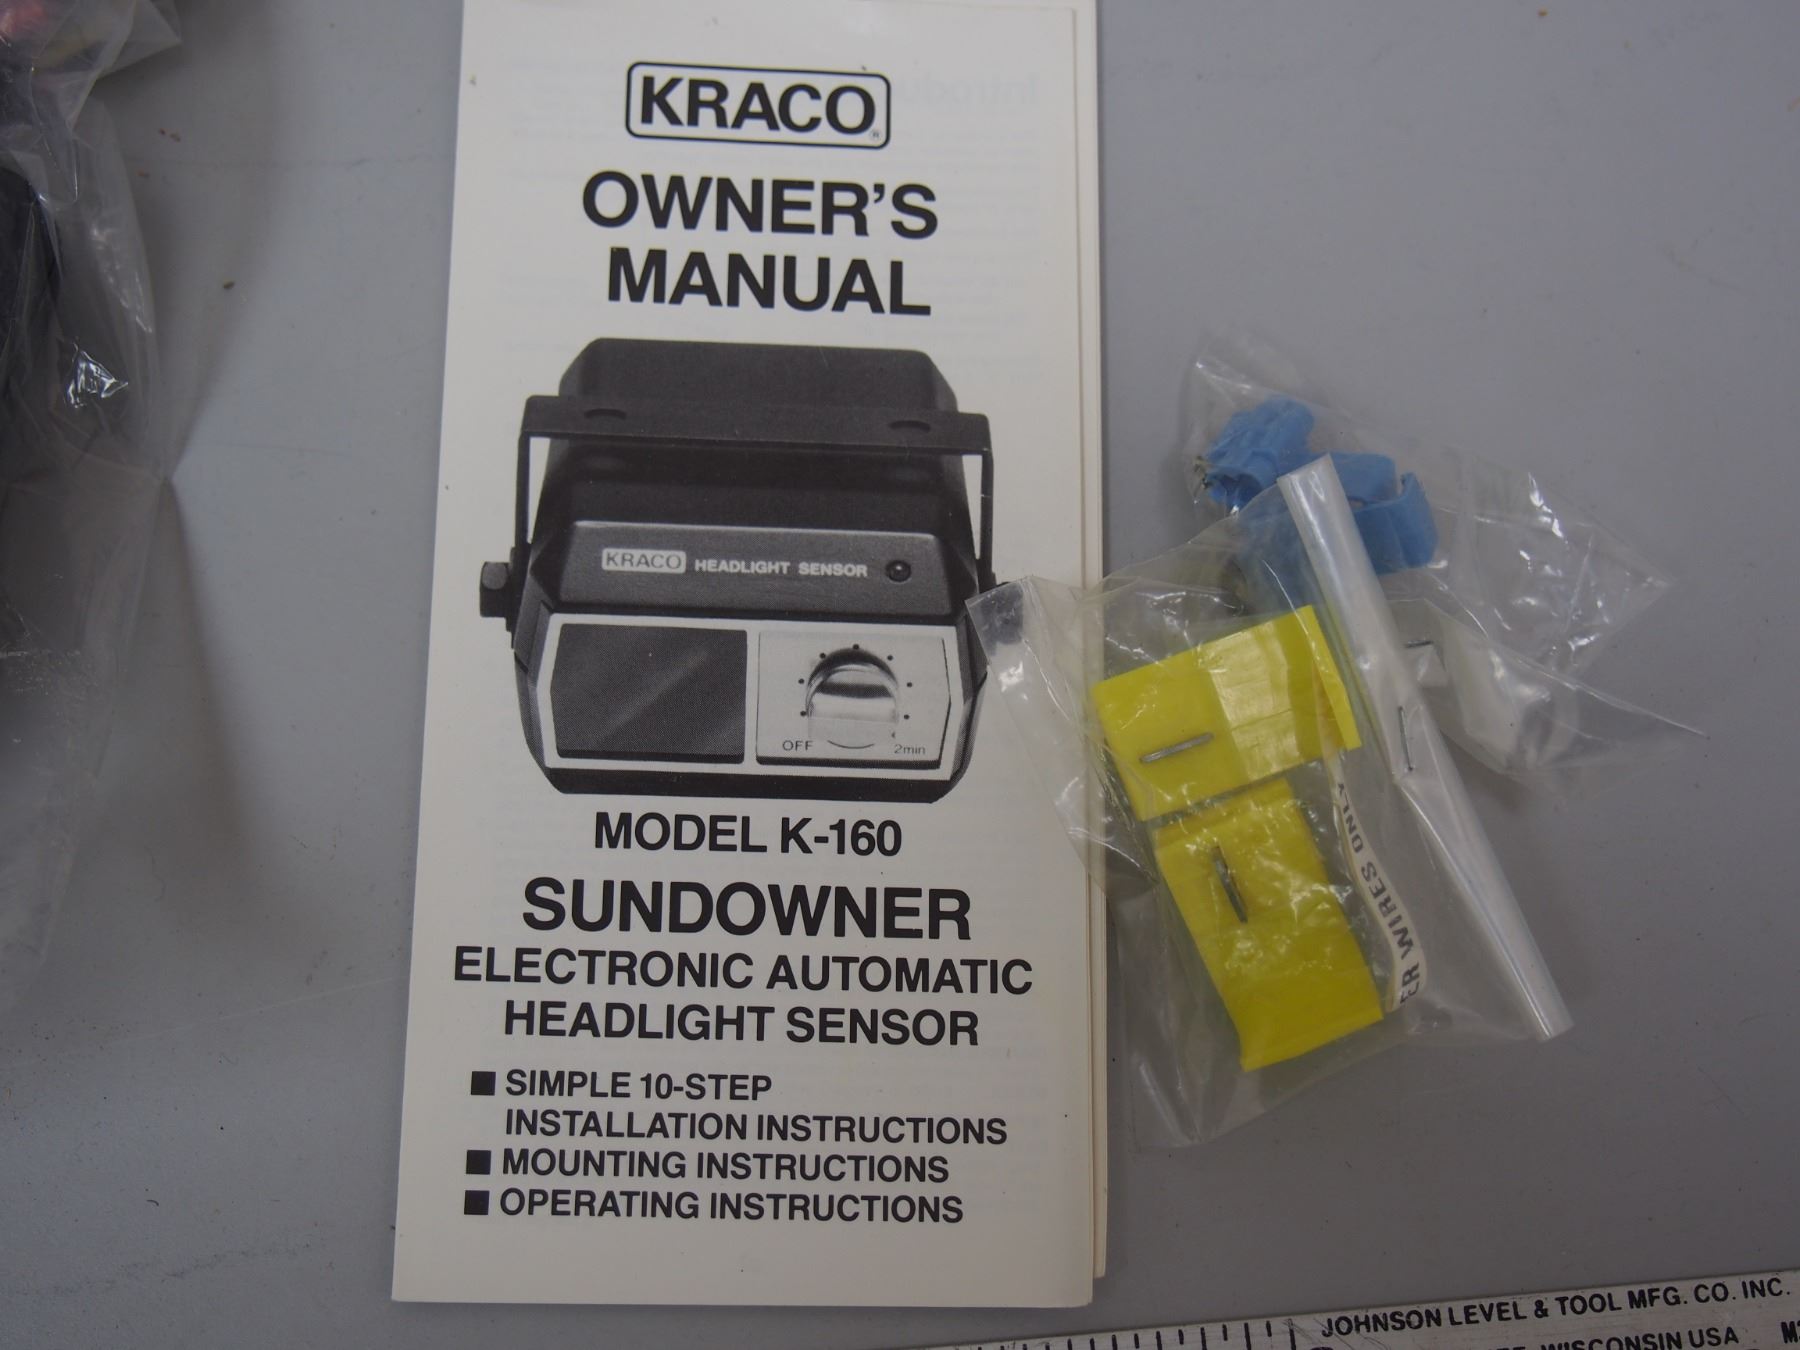 KRACO®
OWNER'S
MANUAL
KRACO HEADLIGHT SENSOR
OFF 2min
MODEL K-160
SUNDOWNER
ELECTRONIC AUTOMATIC
HEADLIGHT SENSOR
■ SIMPLE 10-STEP
INSTALLATION INSTRUCTIONS
■ MOUNTING INSTRUCTIONS
■ OPERATING INSTRUCTIONS
WIRES ONLY
JOHNSON LEVEL & TOOL MFG. CO. INC.
WISCONSIN USA